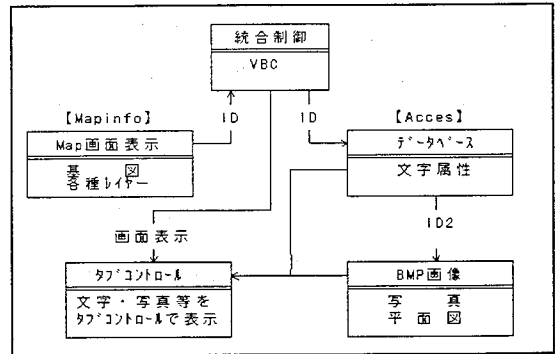 統合制御
VBC
【Mapinfo】
ID
ID
【Acces】
Map画面表示
基　図
各種レイヤー
データベース
文字属性
ID2
画面表示
タブコントロール
文字・写真等を
タブコントロールで表示
BMP画像
写　真
平面図